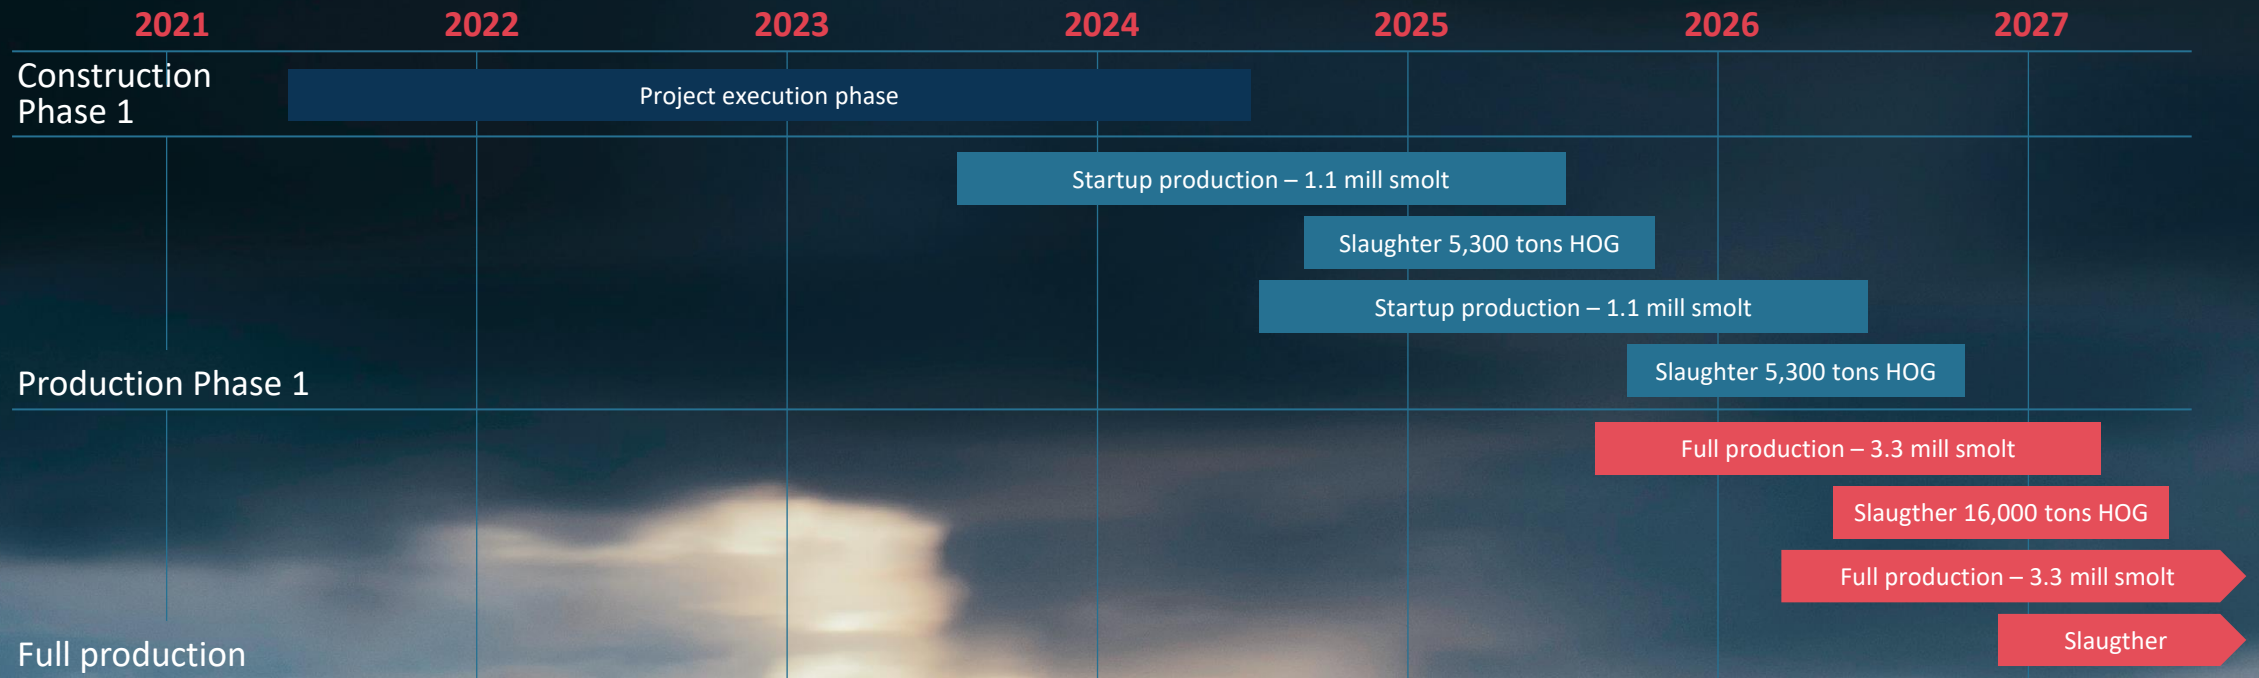 2021 2022 2023 2024 2025 2026 2027
Construction
Phase 1
Project execution phase
Startup production – 1.1 mill smolt
Slaughter 5,300 tons HOG
Startup production – 1.1 mill smolt
Slaughter 5,300 tons HOG
Production Phase 1
Full production – 3.3 mill smolt
Slaugther 16,000 tons HOG
Full production – 3.3 mill smolt
Slaugther
Full production